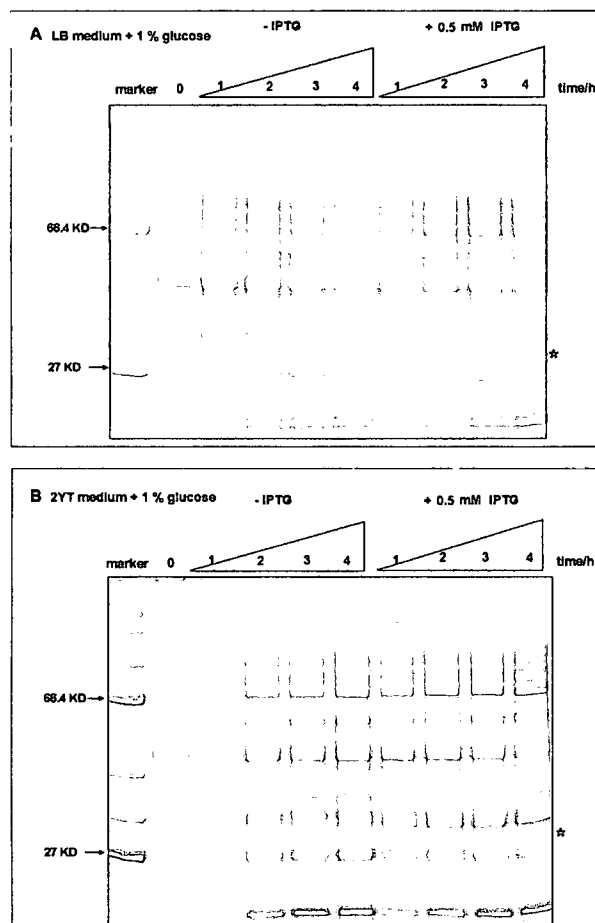 A LB medium + 1 % glucose
- IPTG
+ 0.5 mM IPTG
marker 0 1 2 3 4 1 2 3 4 time/h
66.4 KD
*
27 KD
B 2YT medium + 1 % glucose
- IPTG
+ 0.5 mM IPTG
marker 0 1 2 3 4 1 2 3 4 time/h
66.4 KD
*
27 KD